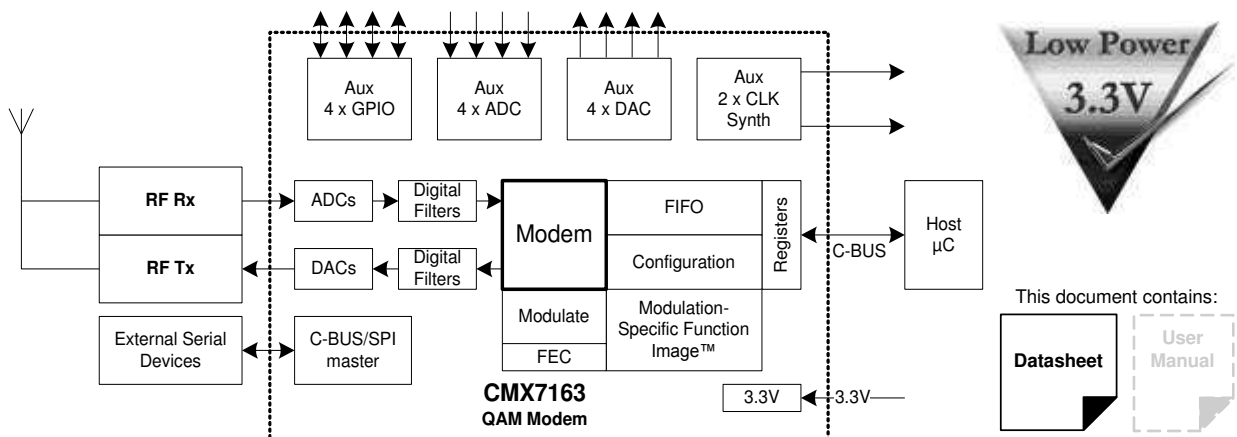 Aux
4 x GPIO
Aux
4 x ADC
Aux
4 x DAC
Aux
2 x CLK
Synth
Low Power
3.3V
RF Rx
ADCs
Digital
Filters
Modem
FIFO
Registers
C-BUS
Host
µC
RF Tx
DACs
Digital
Filters
Configuration
External Serial
Devices
C-BUS/SPI
master
Modulate
FEC
Modulation-
Specific Function
Image™
CMX7163
QAM Modem
3.3V
3.3V
This document contains:
Datasheet
User
Manual